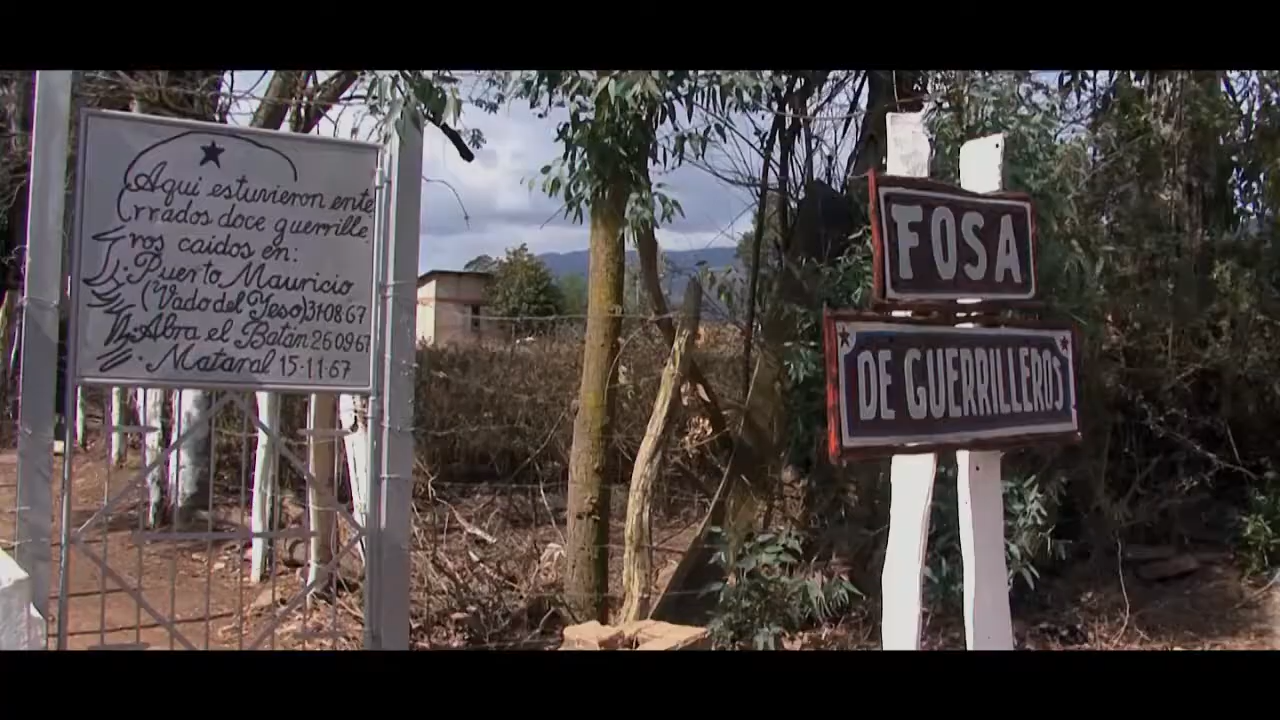 Aqui estuvieron ente
rrados doce guerrille
ros caidos en:
· Puerto Mauricio
(Vado del Yeso) 31·08·67
· Abra el Batán 26·09·67
· Mataral 15·11·67
FOSA
DE GUERRILLEROS